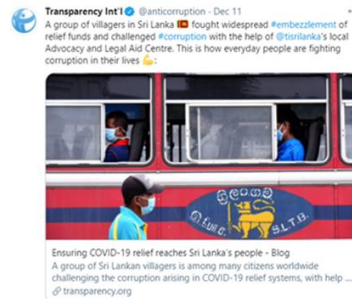 Transparency Int'l @anticorruption · Dec 11
A group of villagers in Sri Lanka 🇱🇰 fought widespread #embezzlement of
relief funds and challenged #corruption with the help of @tisrilanka's local
Advocacy and Legal Aid Centre. This is how everyday people are fighting
corruption in their lives 💪:
S.L.T.B.
Ensuring COVID-19 relief reaches Sri Lanka's people - Blog
A group of Sri Lankan villagers is among many citizens worldwide
challenging the corruption arising in COVID-19 relief systems, with help ...
transparency.org